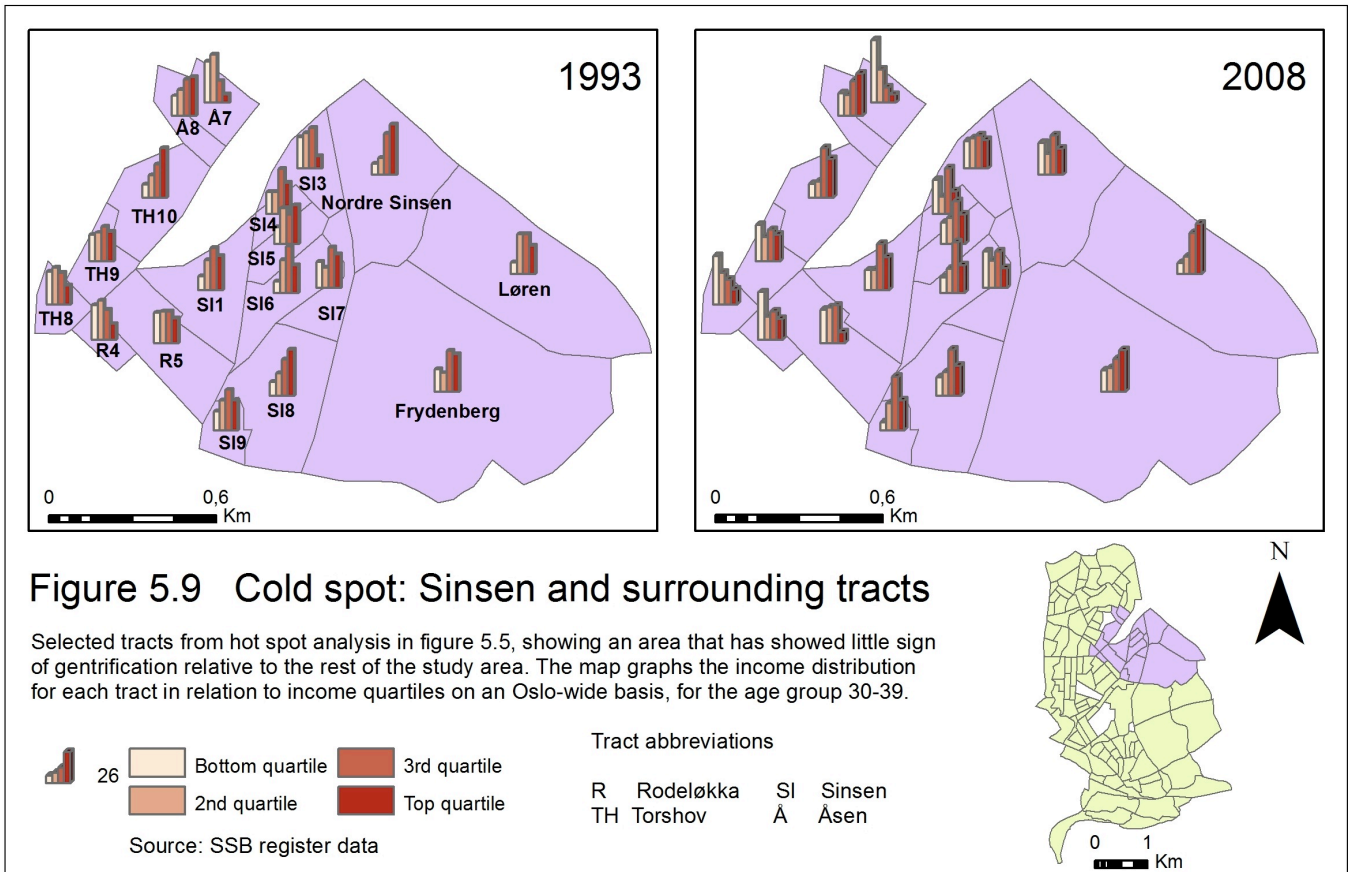 1993
Å8
Å7
SI3
TH10
Nordre Sinsen
SI4
TH9
SI5
Løren
SI1
SI6
SI7
TH8
R4
R5
SI8
Frydenberg
SI9
0 0,6
Km
2008
0 0,6
Km
Figure 5.9 Cold spot: Sinsen and surrounding tracts
Selected tracts from hot spot analysis in figure 5.5, showing an area that has showed little sign
of gentrification relative to the rest of the study area. The map graphs the income distribution
for each tract in relation to income quartiles on an Oslo-wide basis, for the age group 30-39.
26
Bottom quartile
3rd quartile
2nd quartile
Top quartile
Source: SSB register data
Tract abbreviations
R Rodeløkka SI Sinsen
TH Torshov Å Åsen
N
0 1
Km